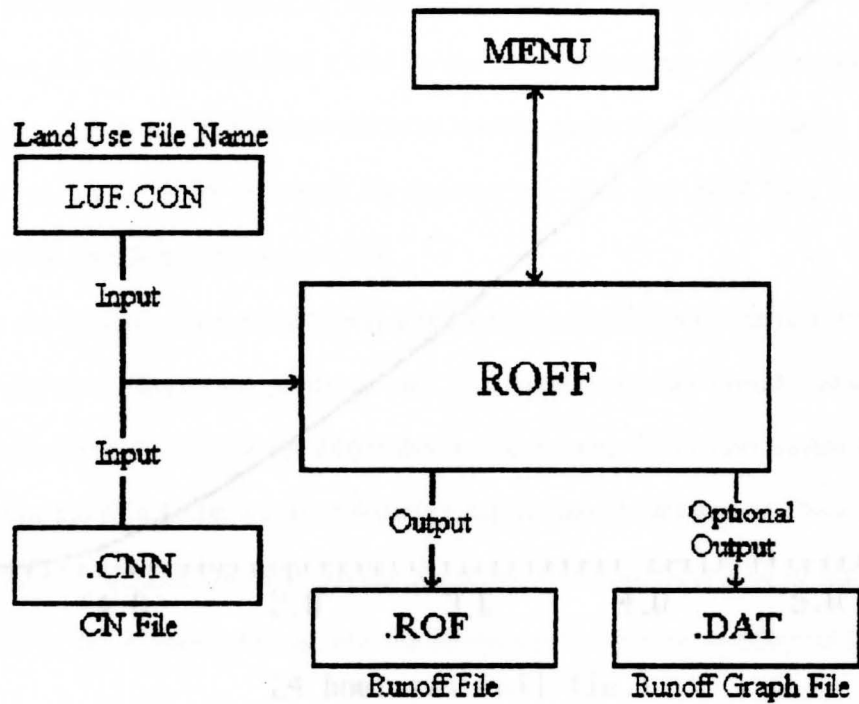 MENU
Land Use File Name
LUF.CON
Input
ROFF
Input
Output
Optional
Output
.CNN
CN File
.ROF
.DAT
Runoff File
Runoff Graph File